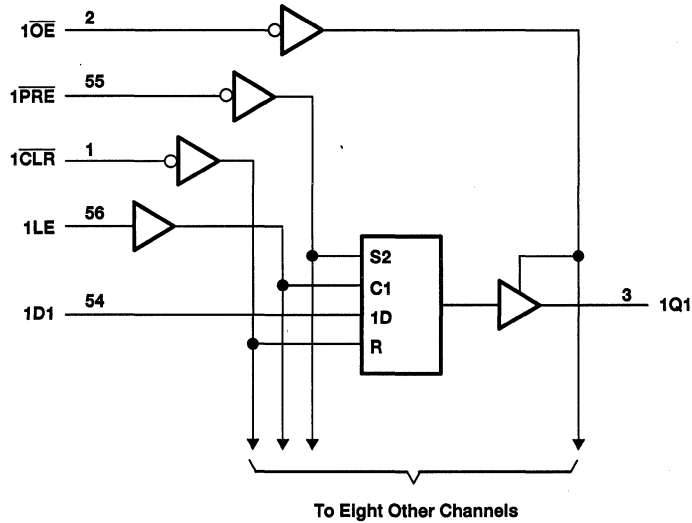 1OE 2
1PRE 55
1CLR 1
1LE 56
S2
C1
1D1 54
1D
R
3 1Q1
To Eight Other Channels